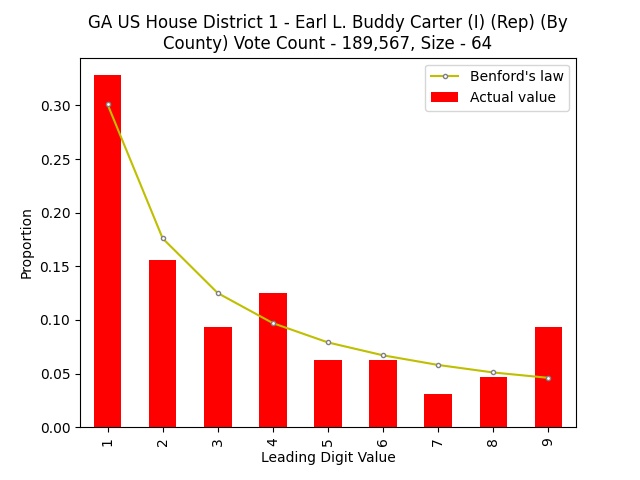 GA US House District 1 - Earl L. Buddy Carter (I) (Rep) (By
County) Vote Count - 189,567, Size - 64
Benford's law
Actual value
Proportion
0.30
0.25
0.20
0.15
0.10
0.05
0.00
1 2 3 4 5 6 7 8 9
Leading Digit Value